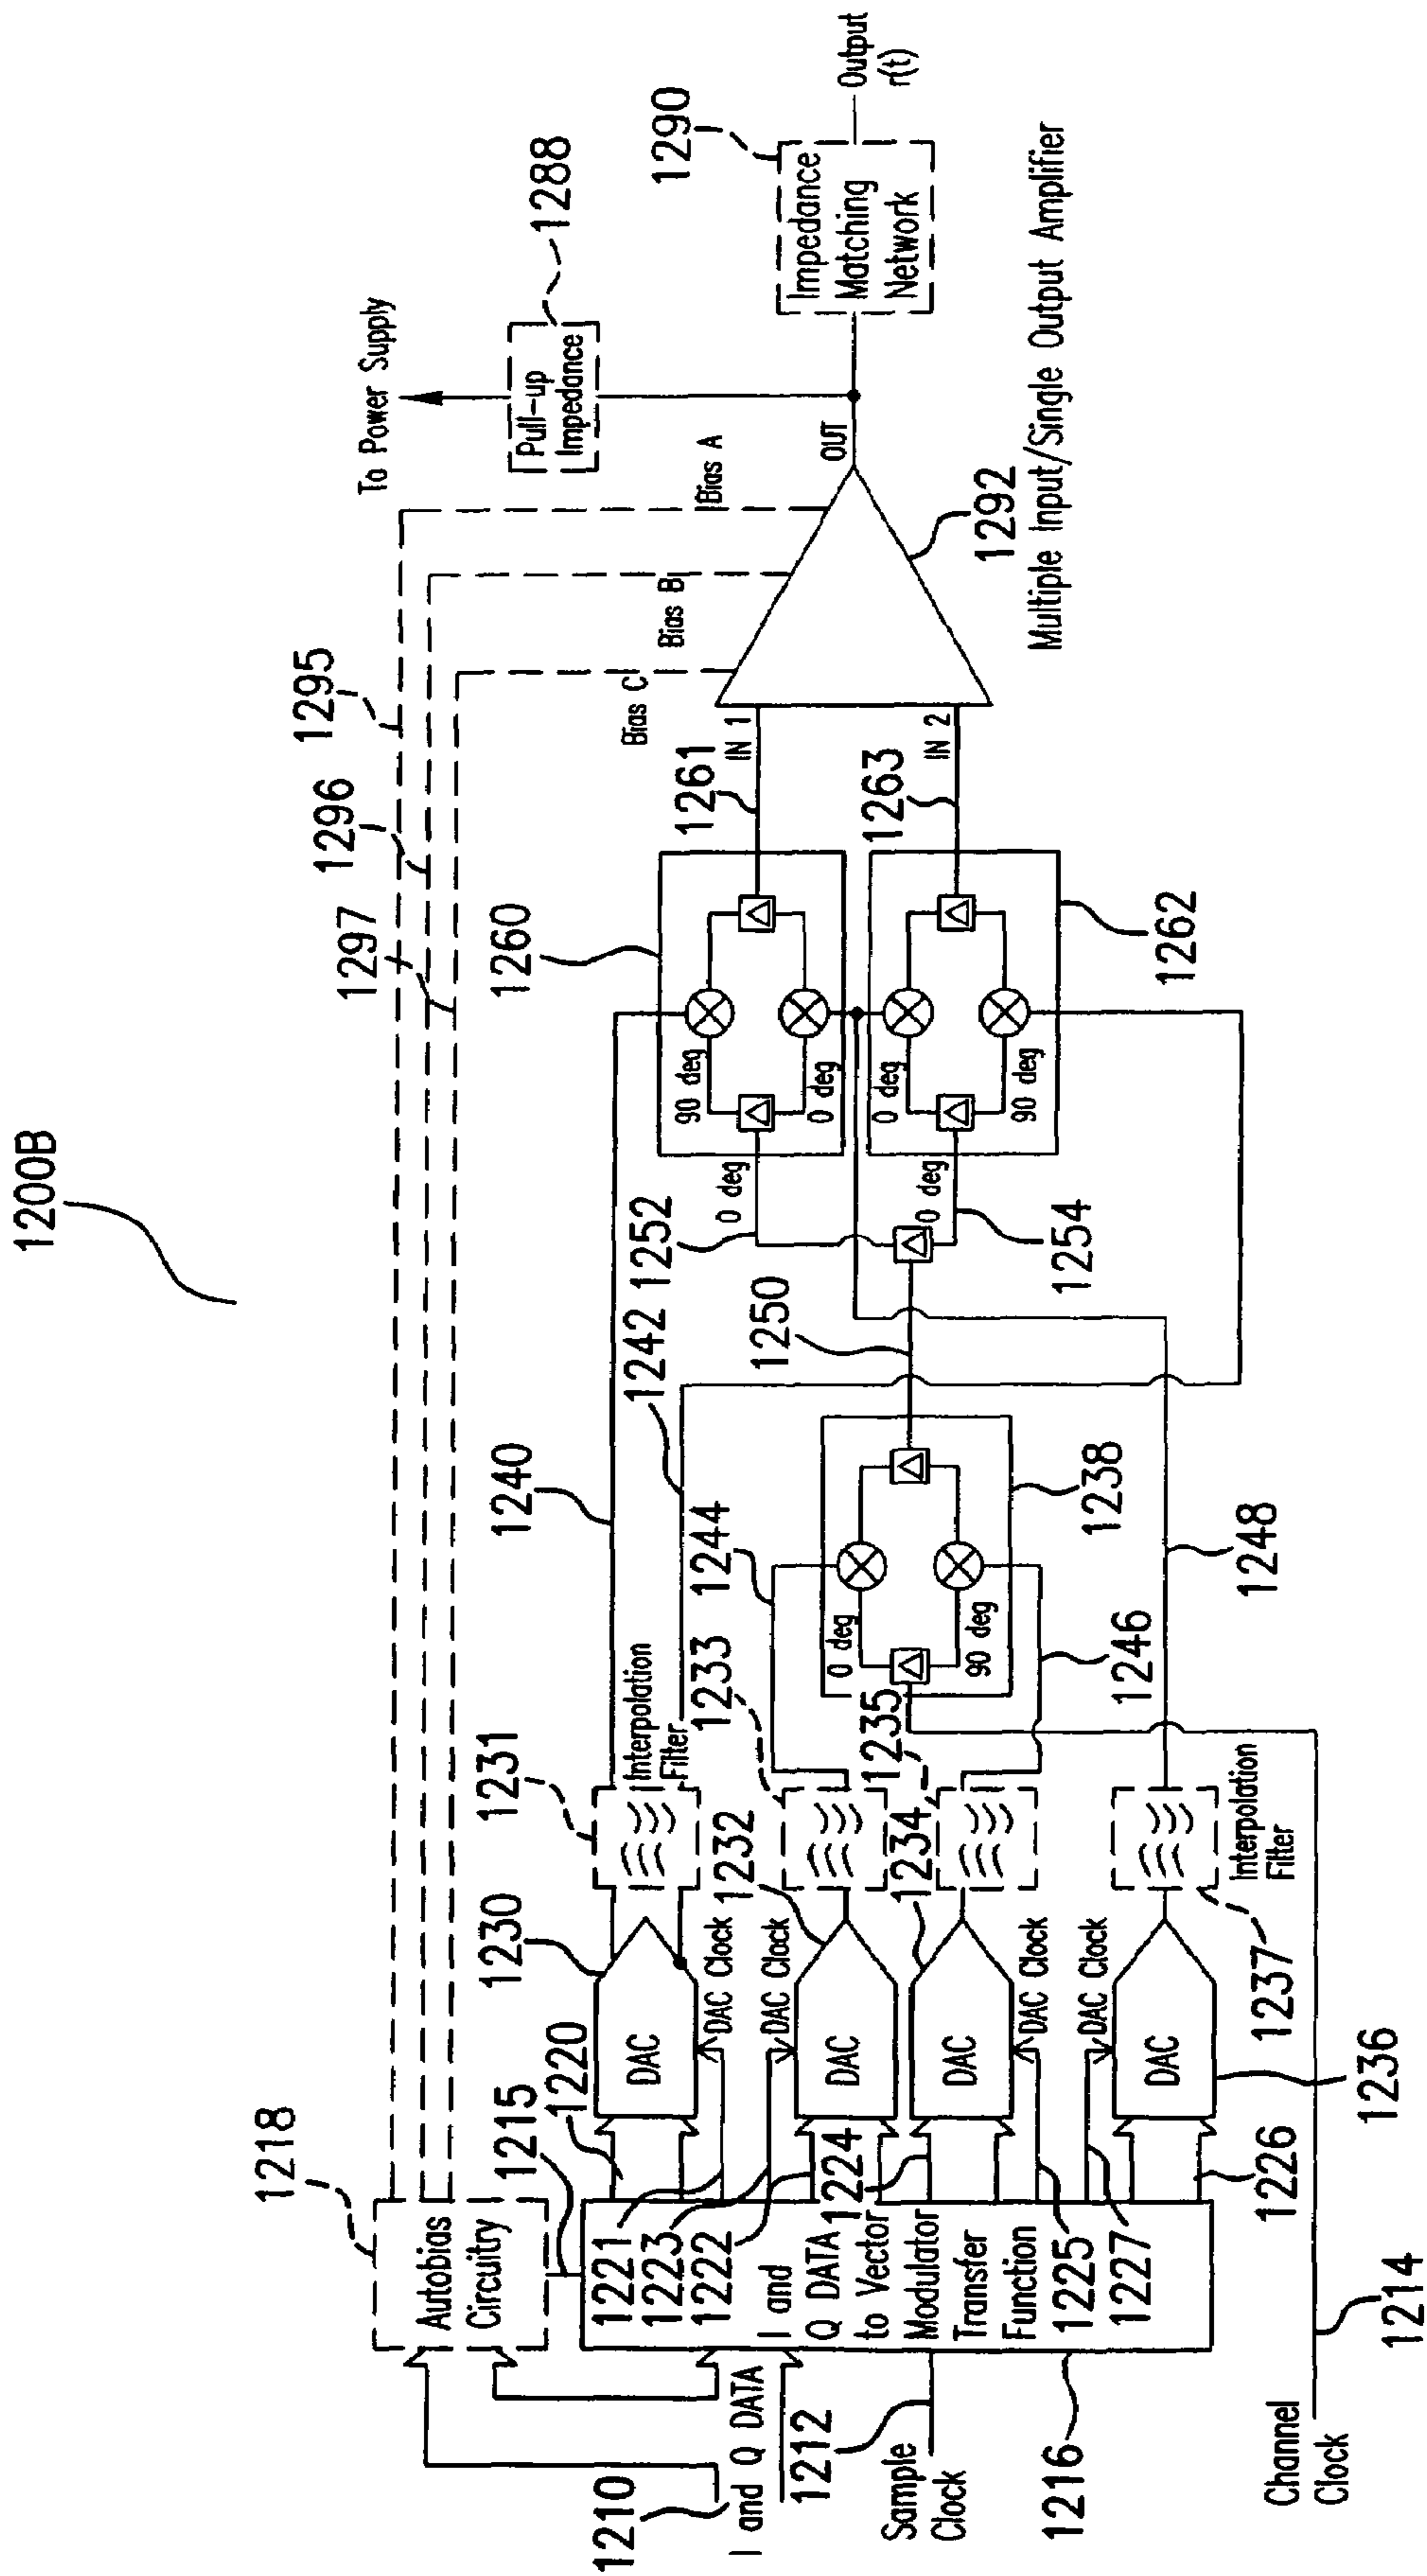 1200B
To Power Supply
1288
Pull-up
Impedance
1290
Impedance
Matching
Network
Output
r(t)
OUT
Bias A
Bias B
Bias C
1292
Multiple Input/Single Output Amplifier
1295
1296
1297
1261
IN 1
1263
IN 2
1260
90 deg
0 deg
1262
0 deg
90 deg
1252
0 deg
0 deg
1254
1250
1242
1240
1244
1238
0 deg
90 deg
1246
1248
Interpolation
Filter
1231
1233
1235
Interpolation
Filter
1237
1230
DAC
DAC Clock
1232
DAC
DAC Clock
1234
DAC
DAC Clock
1236
DAC
DAC Clock
1218
Autobias
Circuitry
1215
1220
1221
1223
1222
1224
1225
1227
1226
I and
Q DATA
to Vector
Modulator
Transfer
Function
1210
I and Q DATA
1212
Sample
Clock
1216
Channel
Clock
1214